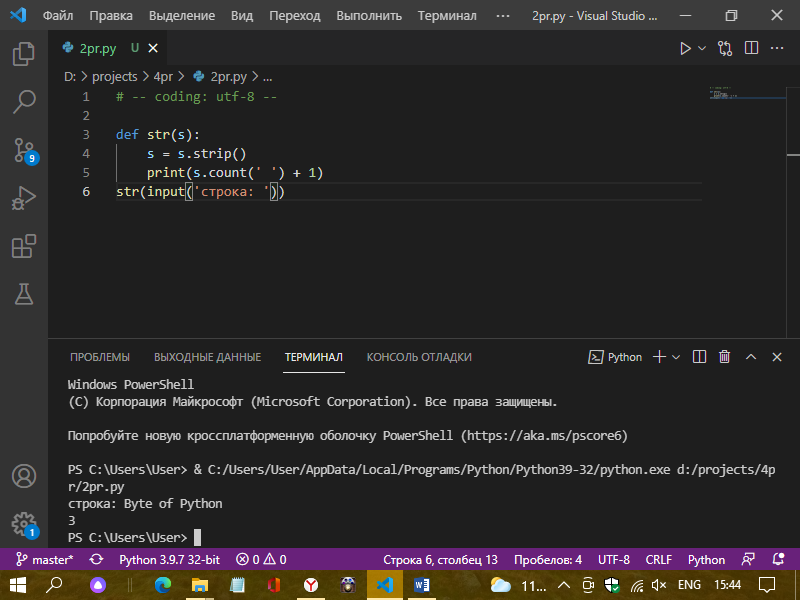 Файл Правка Выделение Вид Переход Выполнить Терминал ··· 2pr.py - Visual Studio ...
2pr.py U
D: > projects > 4pr > 2pr.py > ...
1 # -- coding: utf-8 --
2
3 def str(s):
4 s = s.strip()
5 print(s.count(' ') + 1)
6 str(input('строка: '))
9
1
ПРОБЛЕМЫ ВЫХОДНЫЕ ДАННЫЕ ТЕРМИНАЛ КОНСОЛЬ ОТЛАДКИ Python
Windows PowerShell
(C) Корпорация Майкрософт (Microsoft Corporation). Все права защищены.
Попробуйте новую кроссплатформенную оболочку PowerShell (https://aka.ms/pscore6)
PS C:\Users\User> & C:/Users/User/AppData/Local/Programs/Python/Python39-32/python.exe d:/projects/4p
r/2pr.py
строка: Byte of Python
3
PS C:\Users\User>
master* Python 3.9.7 32-bit 0 0 Строка 6, столбец 13 Пробелов: 4 UTF-8 CRLF Python
11... ENG 15:44